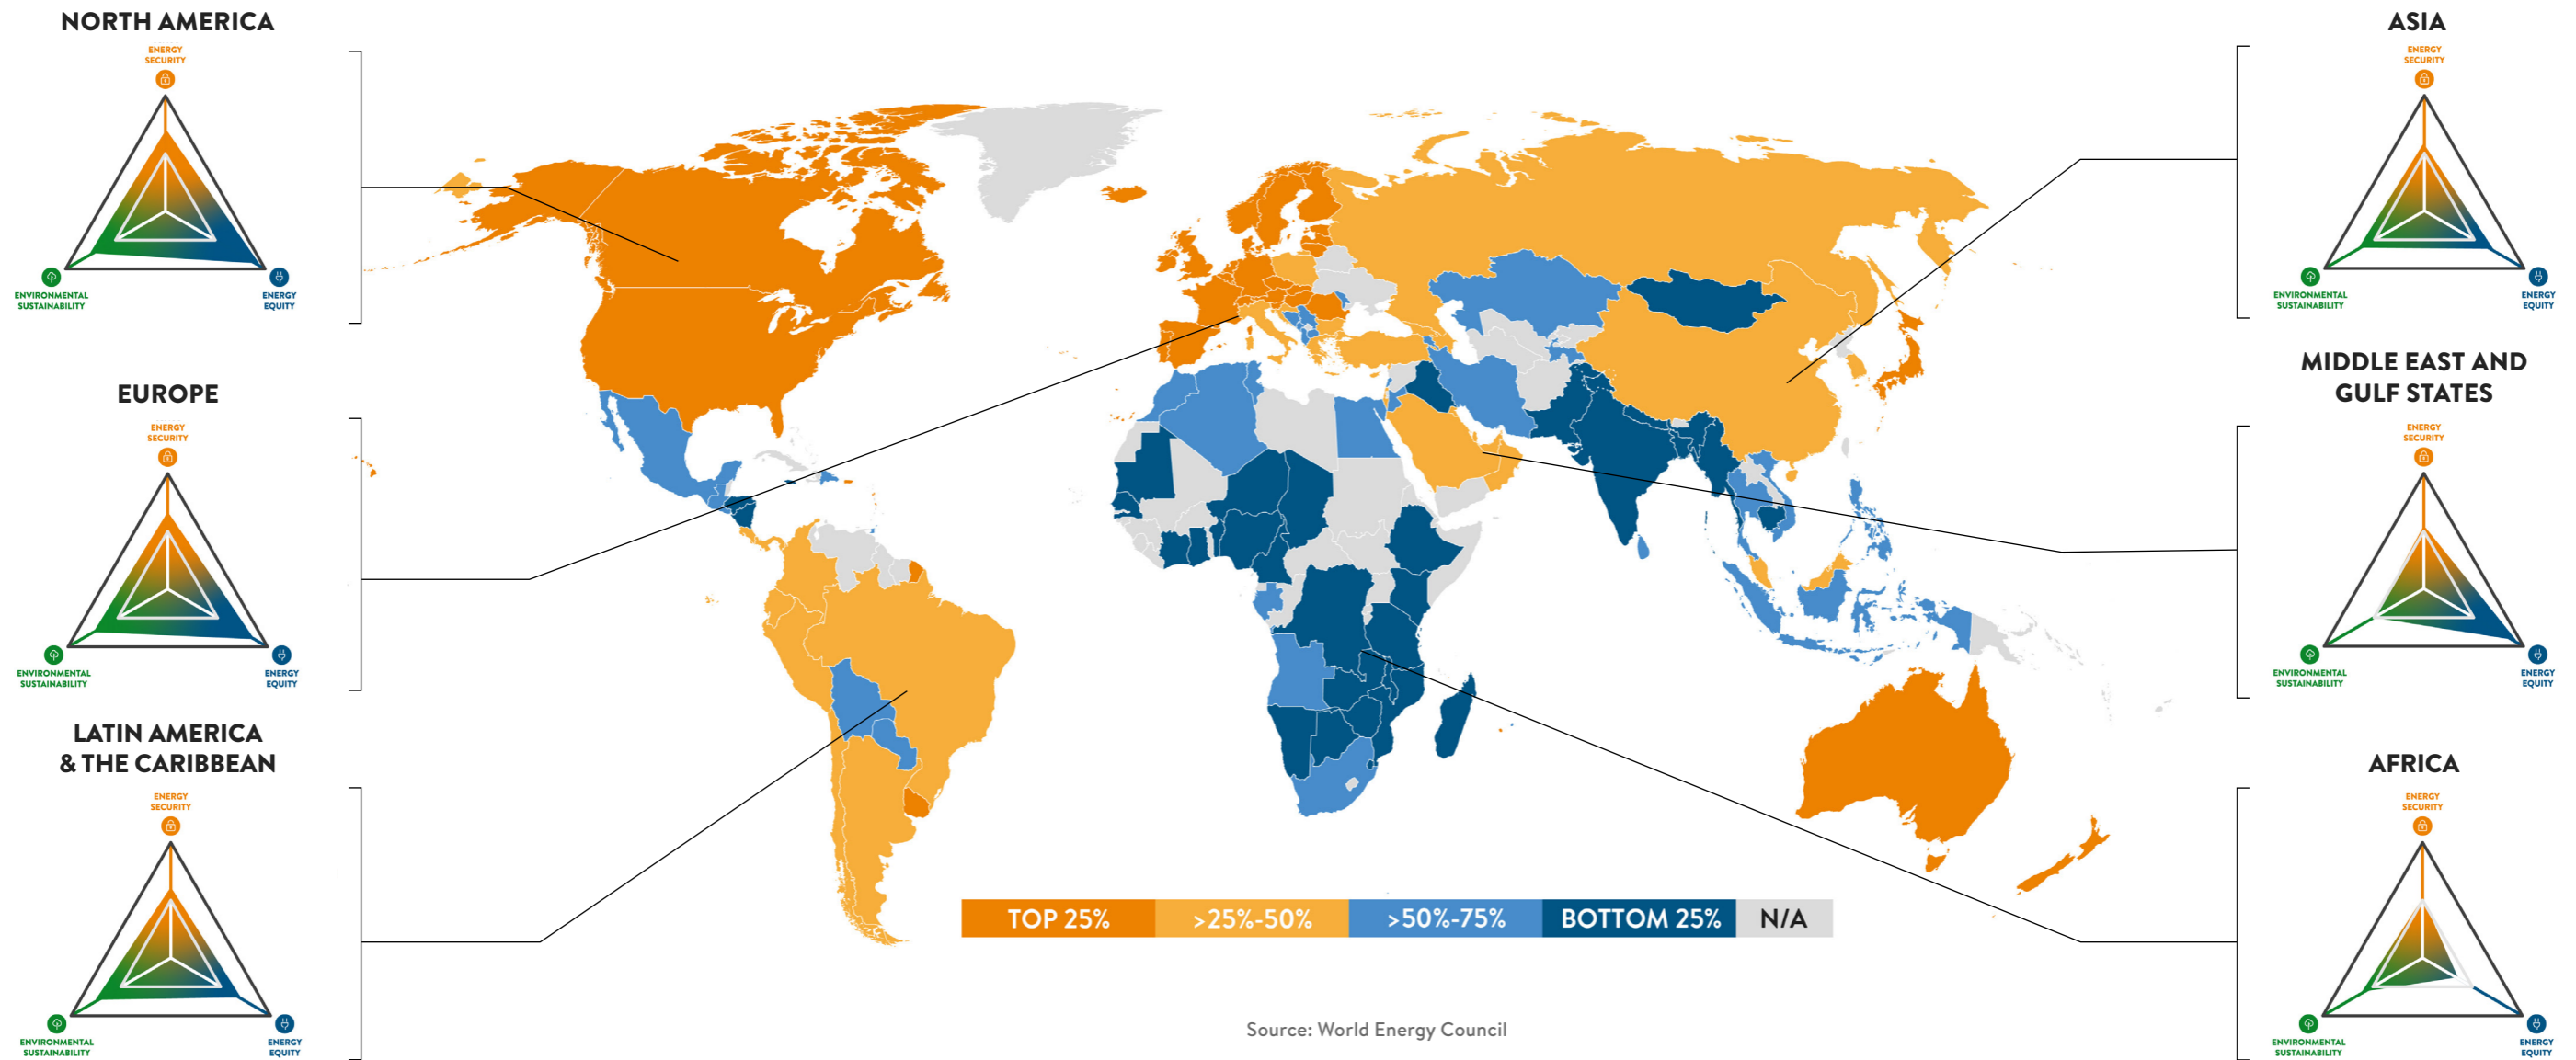 NORTH AMERICA
ENERGY
SECURITY
ENVIRONMENTAL
SUSTAINABILITY
ENERGY
EQUITY
EUROPE
ENERGY
SECURITY
ENVIRONMENTAL
SUSTAINABILITY
ENERGY
EQUITY
LATIN AMERICA
& THE CARIBBEAN
ENERGY
SECURITY
ENVIRONMENTAL
SUSTAINABILITY
ENERGY
EQUITY
ASIA
ENERGY
SECURITY
ENVIRONMENTAL
SUSTAINABILITY
ENERGY
EQUITY
MIDDLE EAST AND
GULF STATES
ENERGY
SECURITY
ENVIRONMENTAL
SUSTAINABILITY
ENERGY
EQUITY
AFRICA
ENERGY
SECURITY
ENVIRONMENTAL
SUSTAINABILITY
ENERGY
EQUITY
TOP 25% >25%-50% >50%-75% BOTTOM 25% N/A
Source: World Energy Council